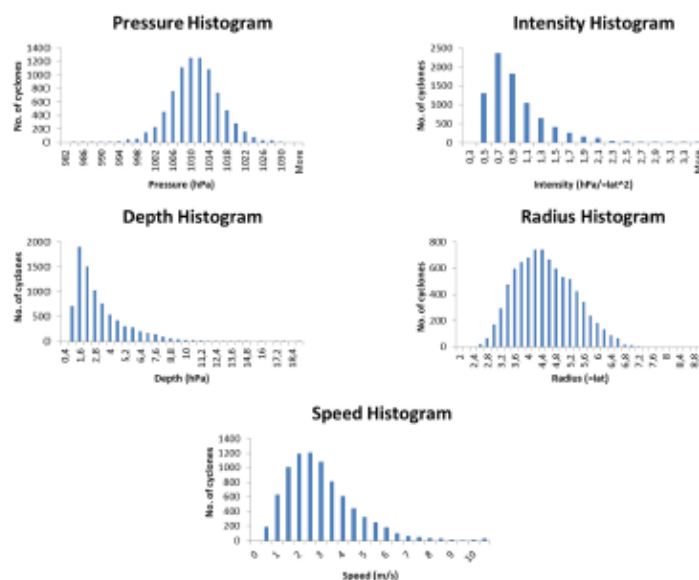 Pressure Histogram
No. of cyclones
1400
1200
1000
800
600
400
200
0
982 986 990 994 998 1002 1006 1010 1014 1018 1022 1026 1030 More
Pressure (hPa)
Intensity Histogram
No. of cyclones
2500
2000
1500
1000
500
0
0,3 0,5 0,7 0,9 1,1 1,3 1,5 1,7 1,9 2,1 2,3 2,5 2,7 2,9 3,1 3,3 More
Intensity (hPa/°lat^2)
Depth Histogram
No. of cyclones
2000
1500
1000
500
0
0,4 1,6 2,8 4 5,2 6,4 7,6 8,8 10 11,2 12,4 13,6 14,8 16 17,2 18,4
Depth (hPa)
Radius Histogram
No. of cyclones
800
600
400
200
0
1 2,4 2,8 3,2 3,6 4 4,4 4,8 5,2 5,6 6 6,4 6,8 7,2 7,6 8 8,4 8,8
Radius (°lat)
Speed Histogram
No. of cyclones
1400
1200
1000
800
600
400
200
0
0 1 2 3 4 5 6 7 8 9 10
Speed (m/s)